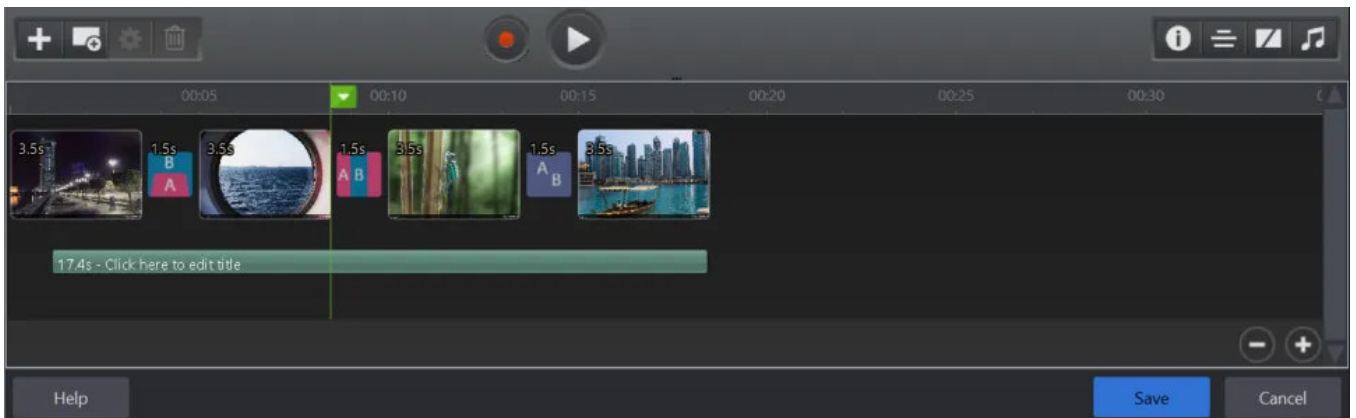 00:05 00:10 00:15 00:20 00:25 00:30
3.5s 1.5s 3.5s 1.5s 3.5s 1.5s 3.5s
B
A
A B
A
B
17.4s - Click here to edit title
Help Save Cancel